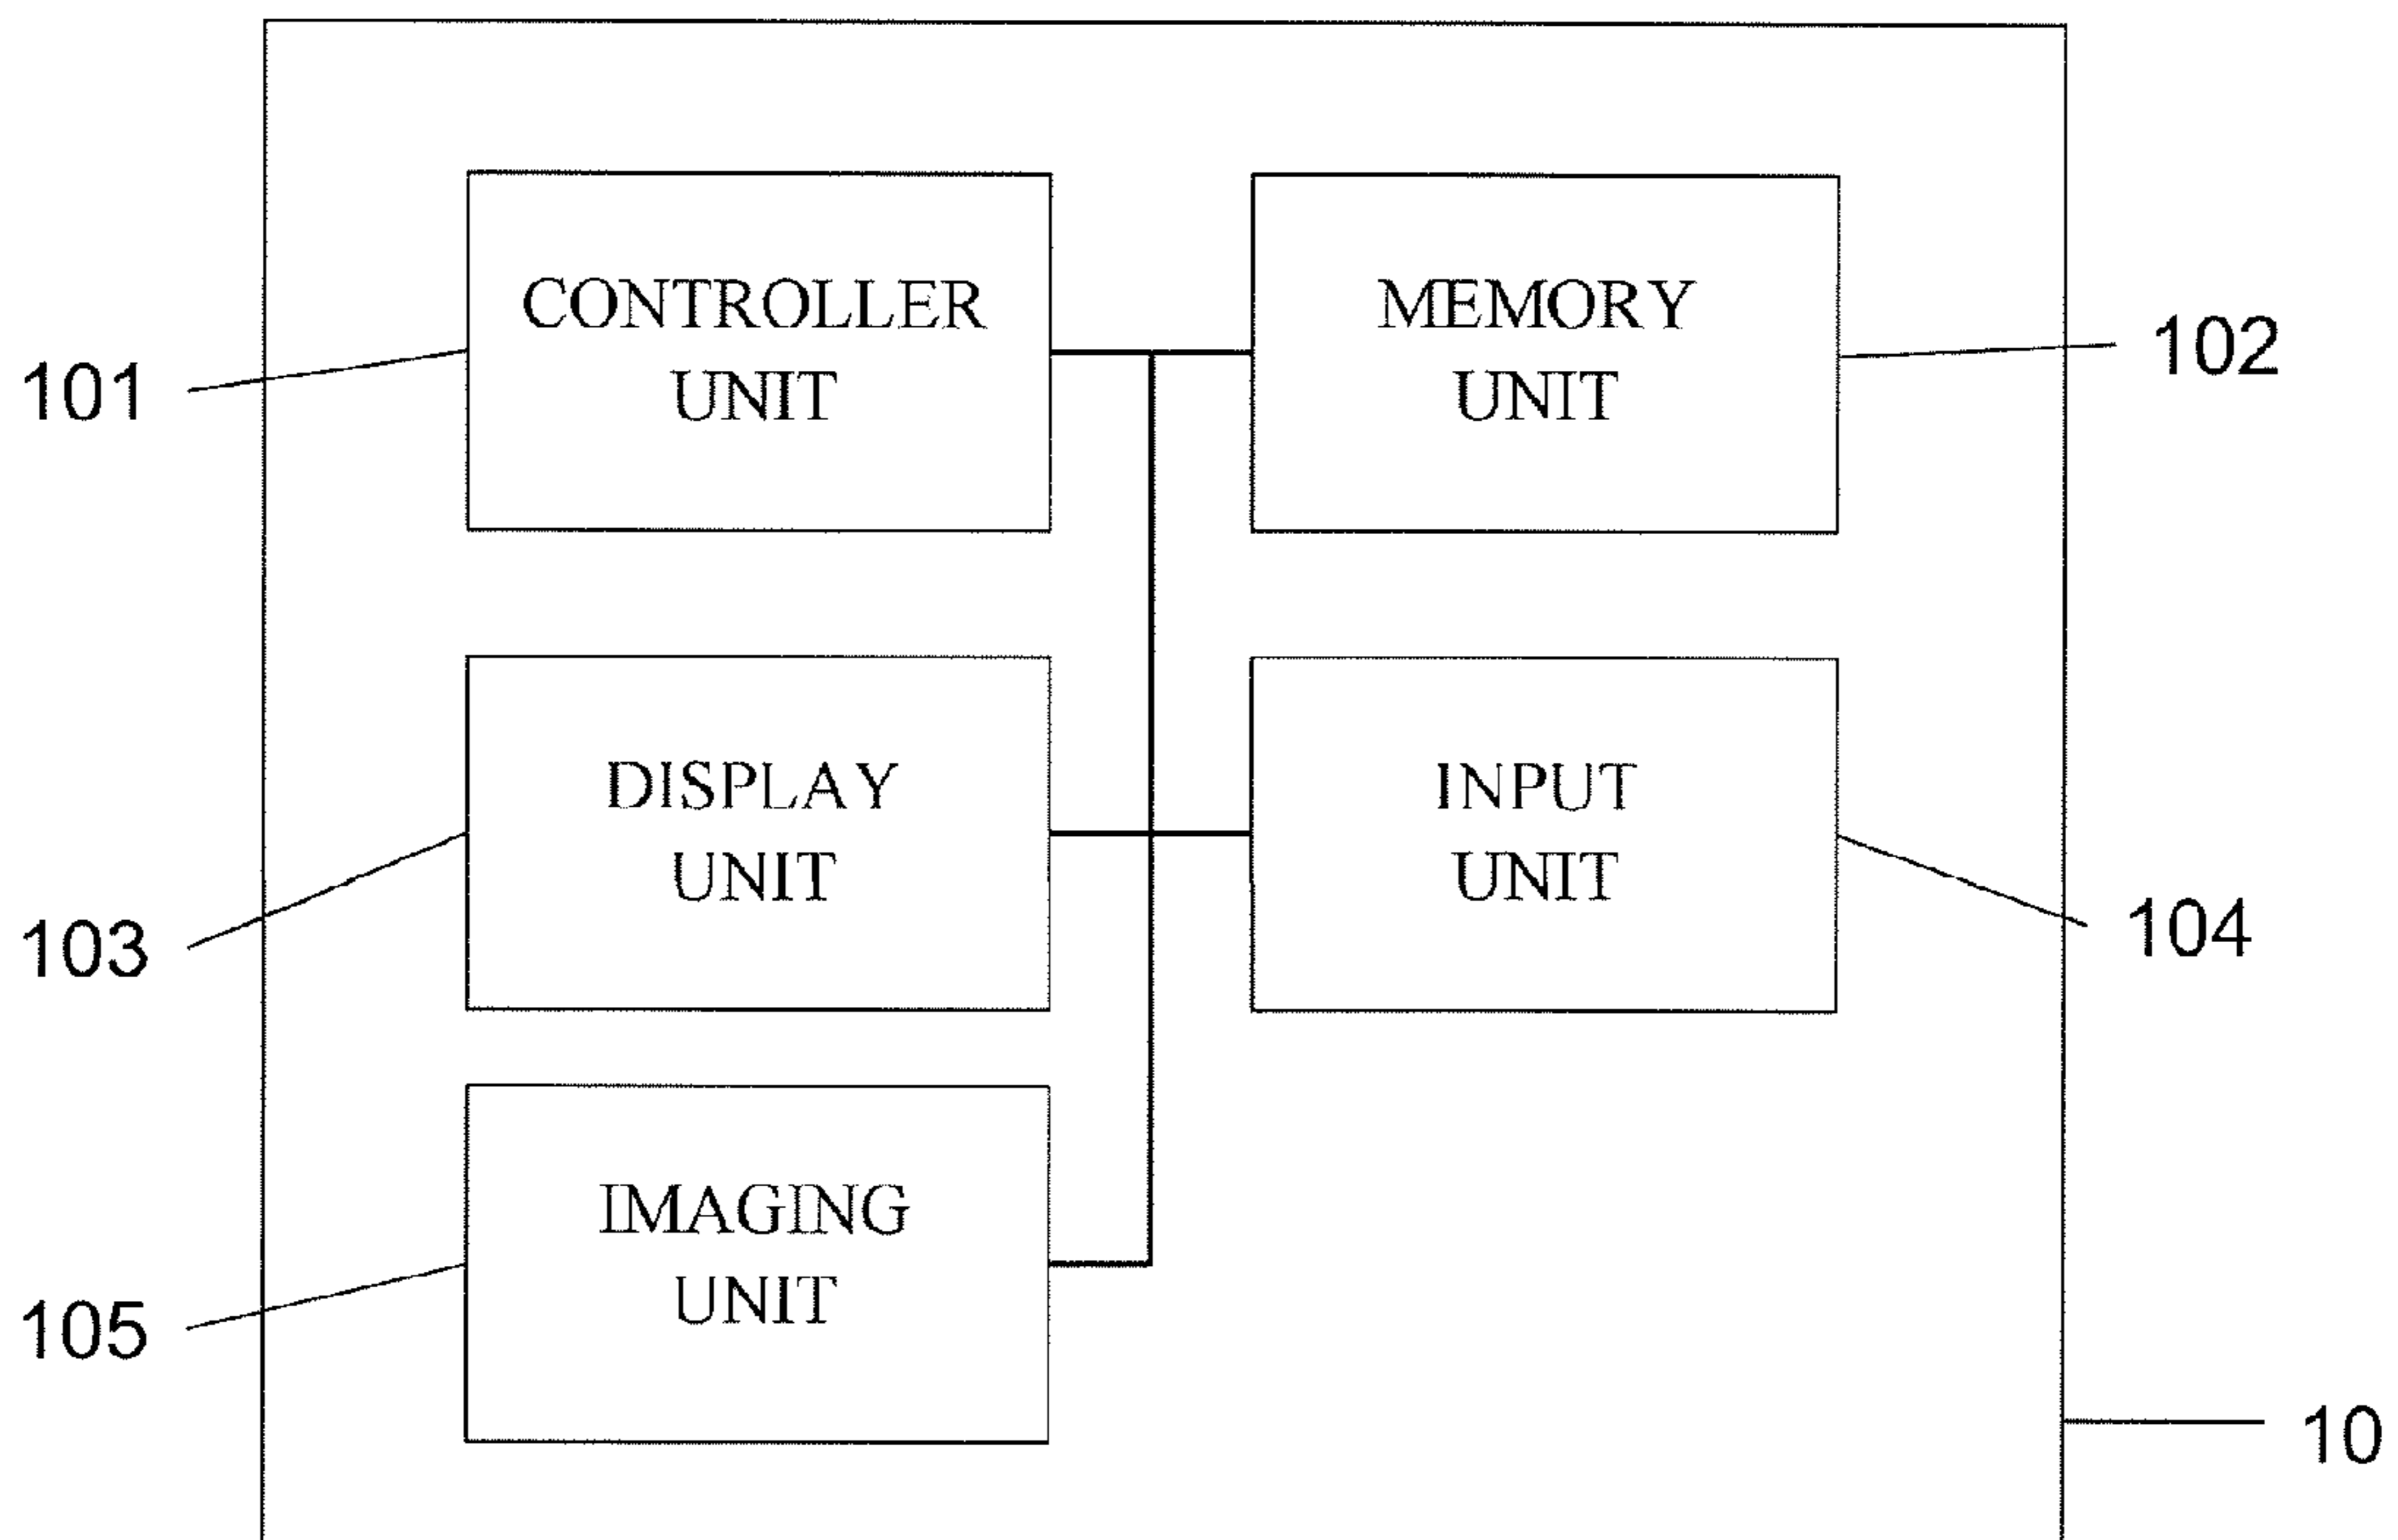 CONTROLLER
UNIT
MEMORY
UNIT
101
102
DISPLAY
UNIT
INPUT
UNIT
103
104
IMAGING
UNIT
105
10